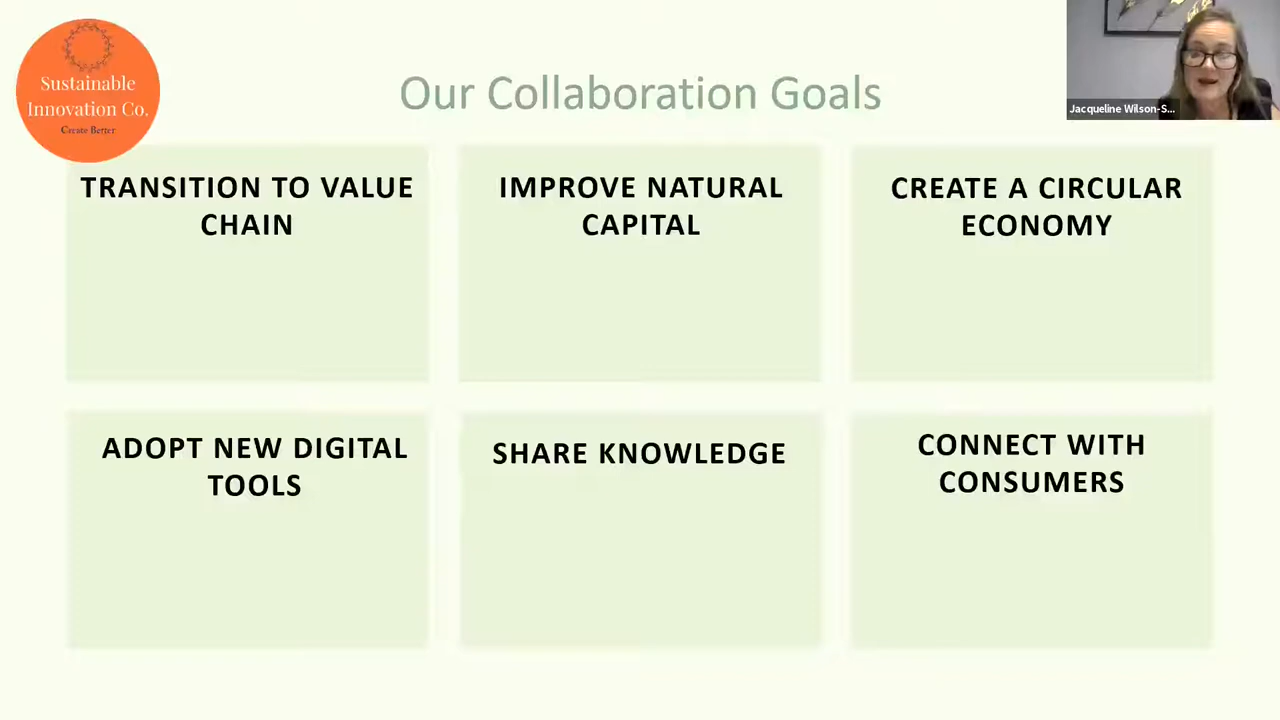 Sustainable
Innovation Co.
Create Better
Our Collaboration Goals
Jacqueline Wilson-S...
TRANSITION TO VALUE
CHAIN
IMPROVE NATURAL
CAPITAL
CREATE A CIRCULAR
ECONOMY
ADOPT NEW DIGITAL
TOOLS
SHARE KNOWLEDGE
CONNECT WITH
CONSUMERS